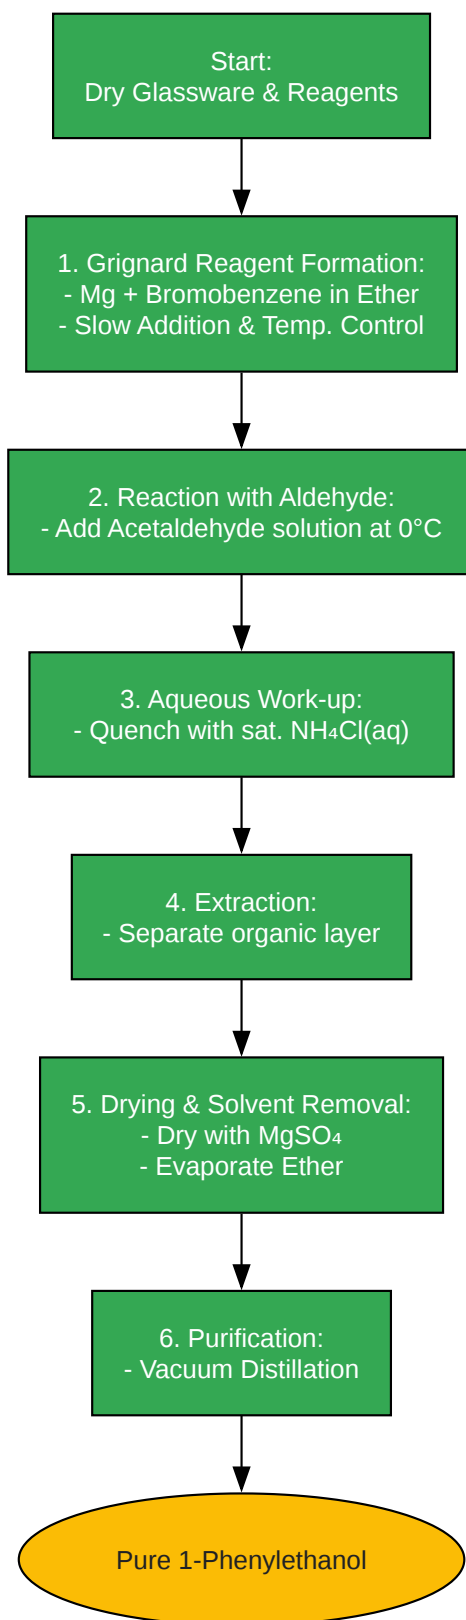 Start:
Dry Glassware & Reagents
1. Grignard Reagent Formation:
- Mg + Bromobenzene in Ether
- Slow Addition & Temp. Control
2. Reaction with Aldehyde:
- Add Acetaldehyde solution at 0°C
3. Aqueous Work-up:
- Quench with sat. NH₄Cl(aq)
4. Extraction:
- Separate organic layer
5. Drying & Solvent Removal:
- Dry with MgSO₄
- Evaporate Ether
6. Purification:
- Vacuum Distillation
Pure 1-Phenylethanol